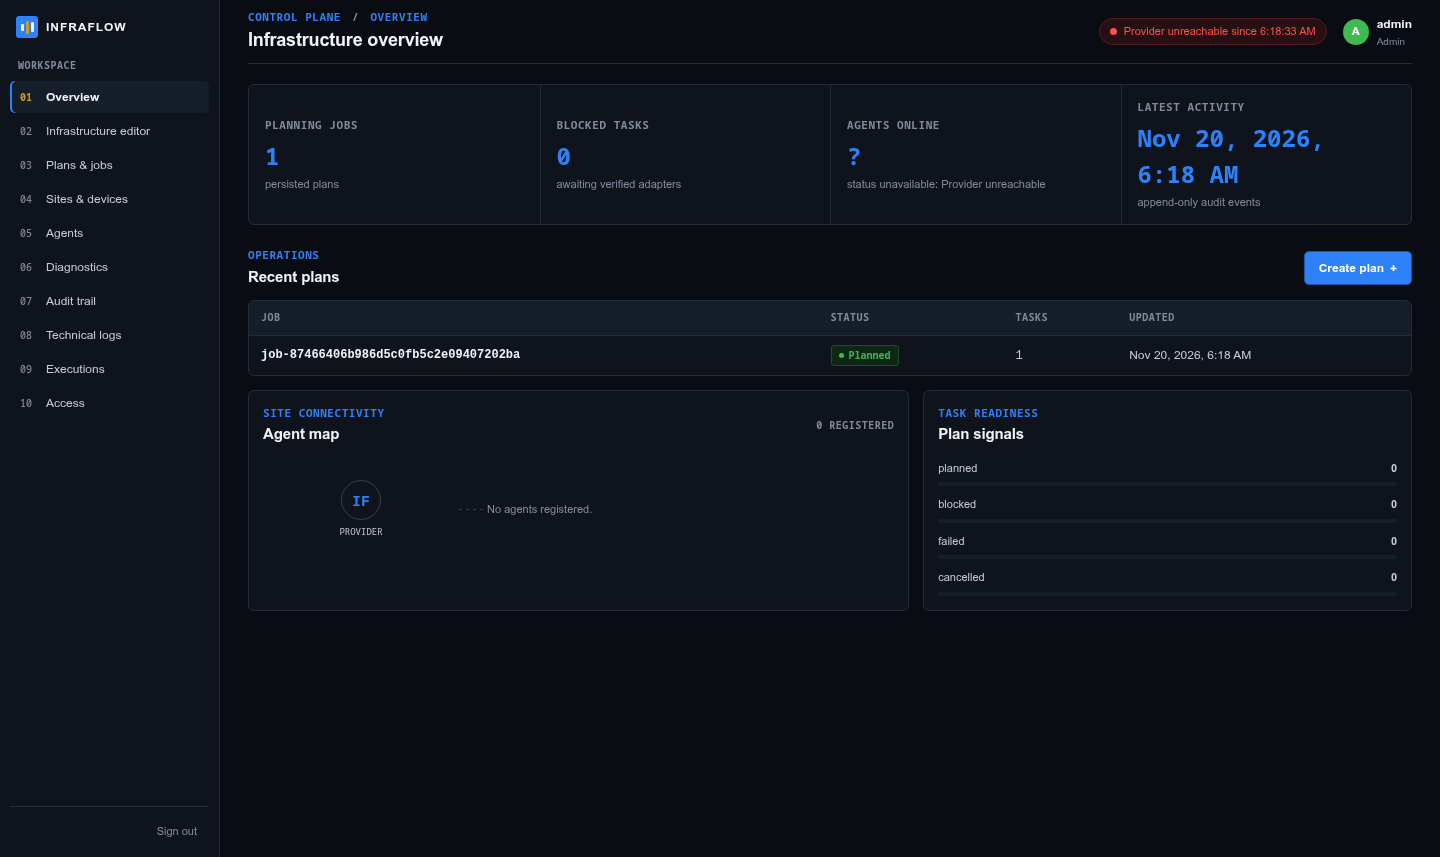 INFRAFLOW
WORKSPACE
01 Overview
02 Infrastructure editor
03 Plans & jobs
04 Sites & devices
05 Agents
06 Diagnostics
07 Audit trail
08 Technical logs
09 Executions
10 Access
Sign out
CONTROL PLANE / OVERVIEW
Infrastructure overview
Provider unreachable since 6:18:33 AM
A
admin
Admin
PLANNING JOBS
1
persisted plans
BLOCKED TASKS
0
awaiting verified adapters
AGENTS ONLINE
?
status unavailable: Provider unreachable
LATEST ACTIVITY
Nov 20, 2026,
6:18 AM
append-only audit events
OPERATIONS
Recent plans
Create plan +
JOB STATUS TASKS UPDATED
job-87466406b986d5c0fb5c2e09407202ba Planned 1 Nov 20, 2026, 6:18 AM
SITE CONNECTIVITY
Agent map
0 REGISTERED
IF
PROVIDER
---- No agents registered.
TASK READINESS
Plan signals
planned 0
blocked 0
failed 0
cancelled 0